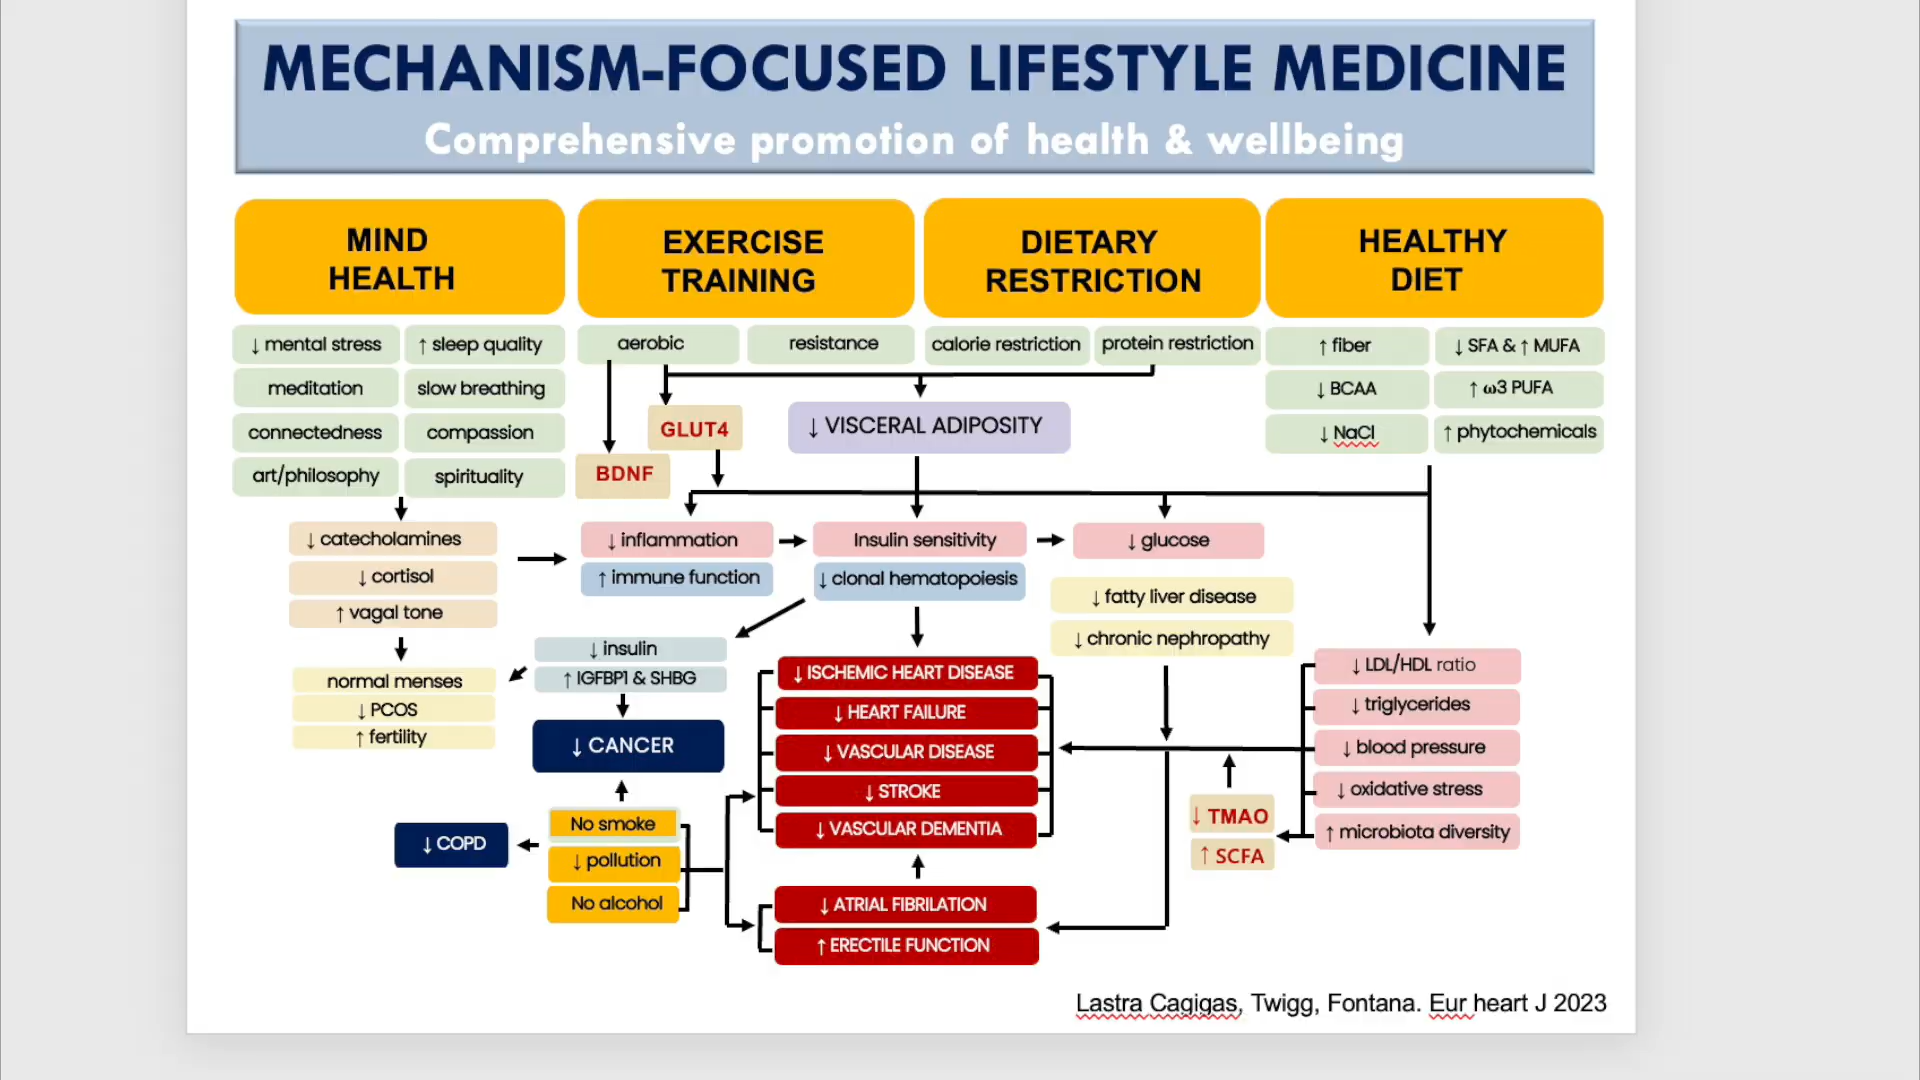 MECHANISM-FOCUSED LIFESTYLE MEDICINE
Comprehensive promotion of health & wellbeing
MIND
HEALTH
EXERCISE
TRAINING
DIETARY
RESTRICTION
HEALTHY
DIET
↓ mental stress
↑ sleep quality
meditation
slow breathing
connectedness
compassion
art/philosophy
spirituality
aerobic
resistance
calorie restriction
protein restriction
↑ fiber
↓ SFA & ↑ MUFA
↓ BCAA
↑ ω3 PUFA
↓ NaCl
↑ phytochemicals
GLUT4
BDNF
↓ VISCERAL ADIPOSITY
↓ catecholamines
↓ cortisol
↑ vagal tone
↓ inflammation
↑ immune function
Insulin sensitivity
↓ clonal hematopoiesis
↓ glucose
↓ fatty liver disease
↓ chronic nephropathy
normal menses
↓ PCOS
↑ fertility
↓ insulin
↑ IGFBP1 & SHBG
↓ CANCER
↓ ISCHEMIC HEART DISEASE
↓ HEART FAILURE
↓ VASCULAR DISEASE
↓ STROKE
↓ VASCULAR DEMENTIA
↓ LDL/HDL ratio
↓ triglycerides
↓ blood pressure
↓ oxidative stress
↑ microbiota diversity
↓ TMAO
↑ SCFA
↓ COPD
No smoke
↓ pollution
No alcohol
↓ ATRIAL FIBRILATION
↑ ERECTILE FUNCTION
Lastra Cagigas, Twigg, Fontana. Eur heart J 2023